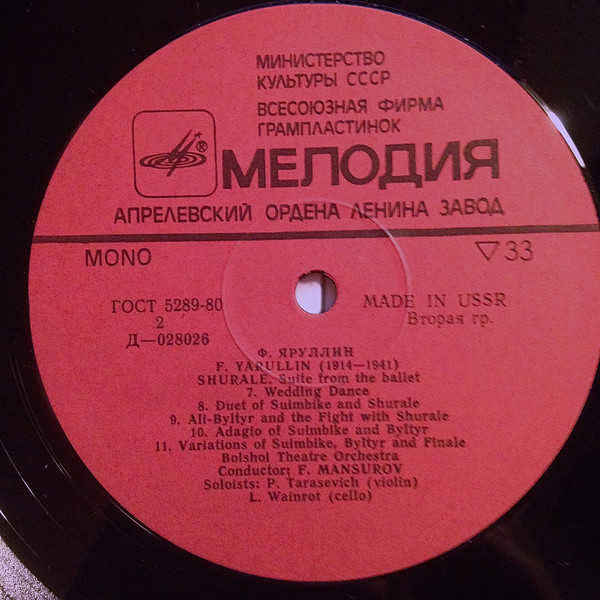 МИНИСТЕРСТВО
КУЛЬТУРЫ СССР
ВСЕСОЮЗНАЯ ФИРМА
ГРАМПЛАСТИНОК
®
МЕЛОДИЯ
АПРЕЛЕВСКИЙ ОРДЕНА ЛЕНИНА ЗАВОД
MONO ▽33
ГОСТ 5289-80 MADE IN USSR
2 Вторая гр.
Д—028026
Ф. ЯРУЛЛИН
F. YARULLIN (1914—1941)
SHURALE. Suite from the ballet
7. Wedding Dance
8. Duet of Suimbike and Shurale
9. Ali-Byltyr and the Fight with Shurale
10. Adagio of Suimbike and Byltyr
11. Variations of Suimbike, Byltyr and Finale
Bolshoi Theatre Orchestra
Conductor: F. MANSUROV
Soloists: P. Tarasevich (violin)
L. Wainrot (cello)